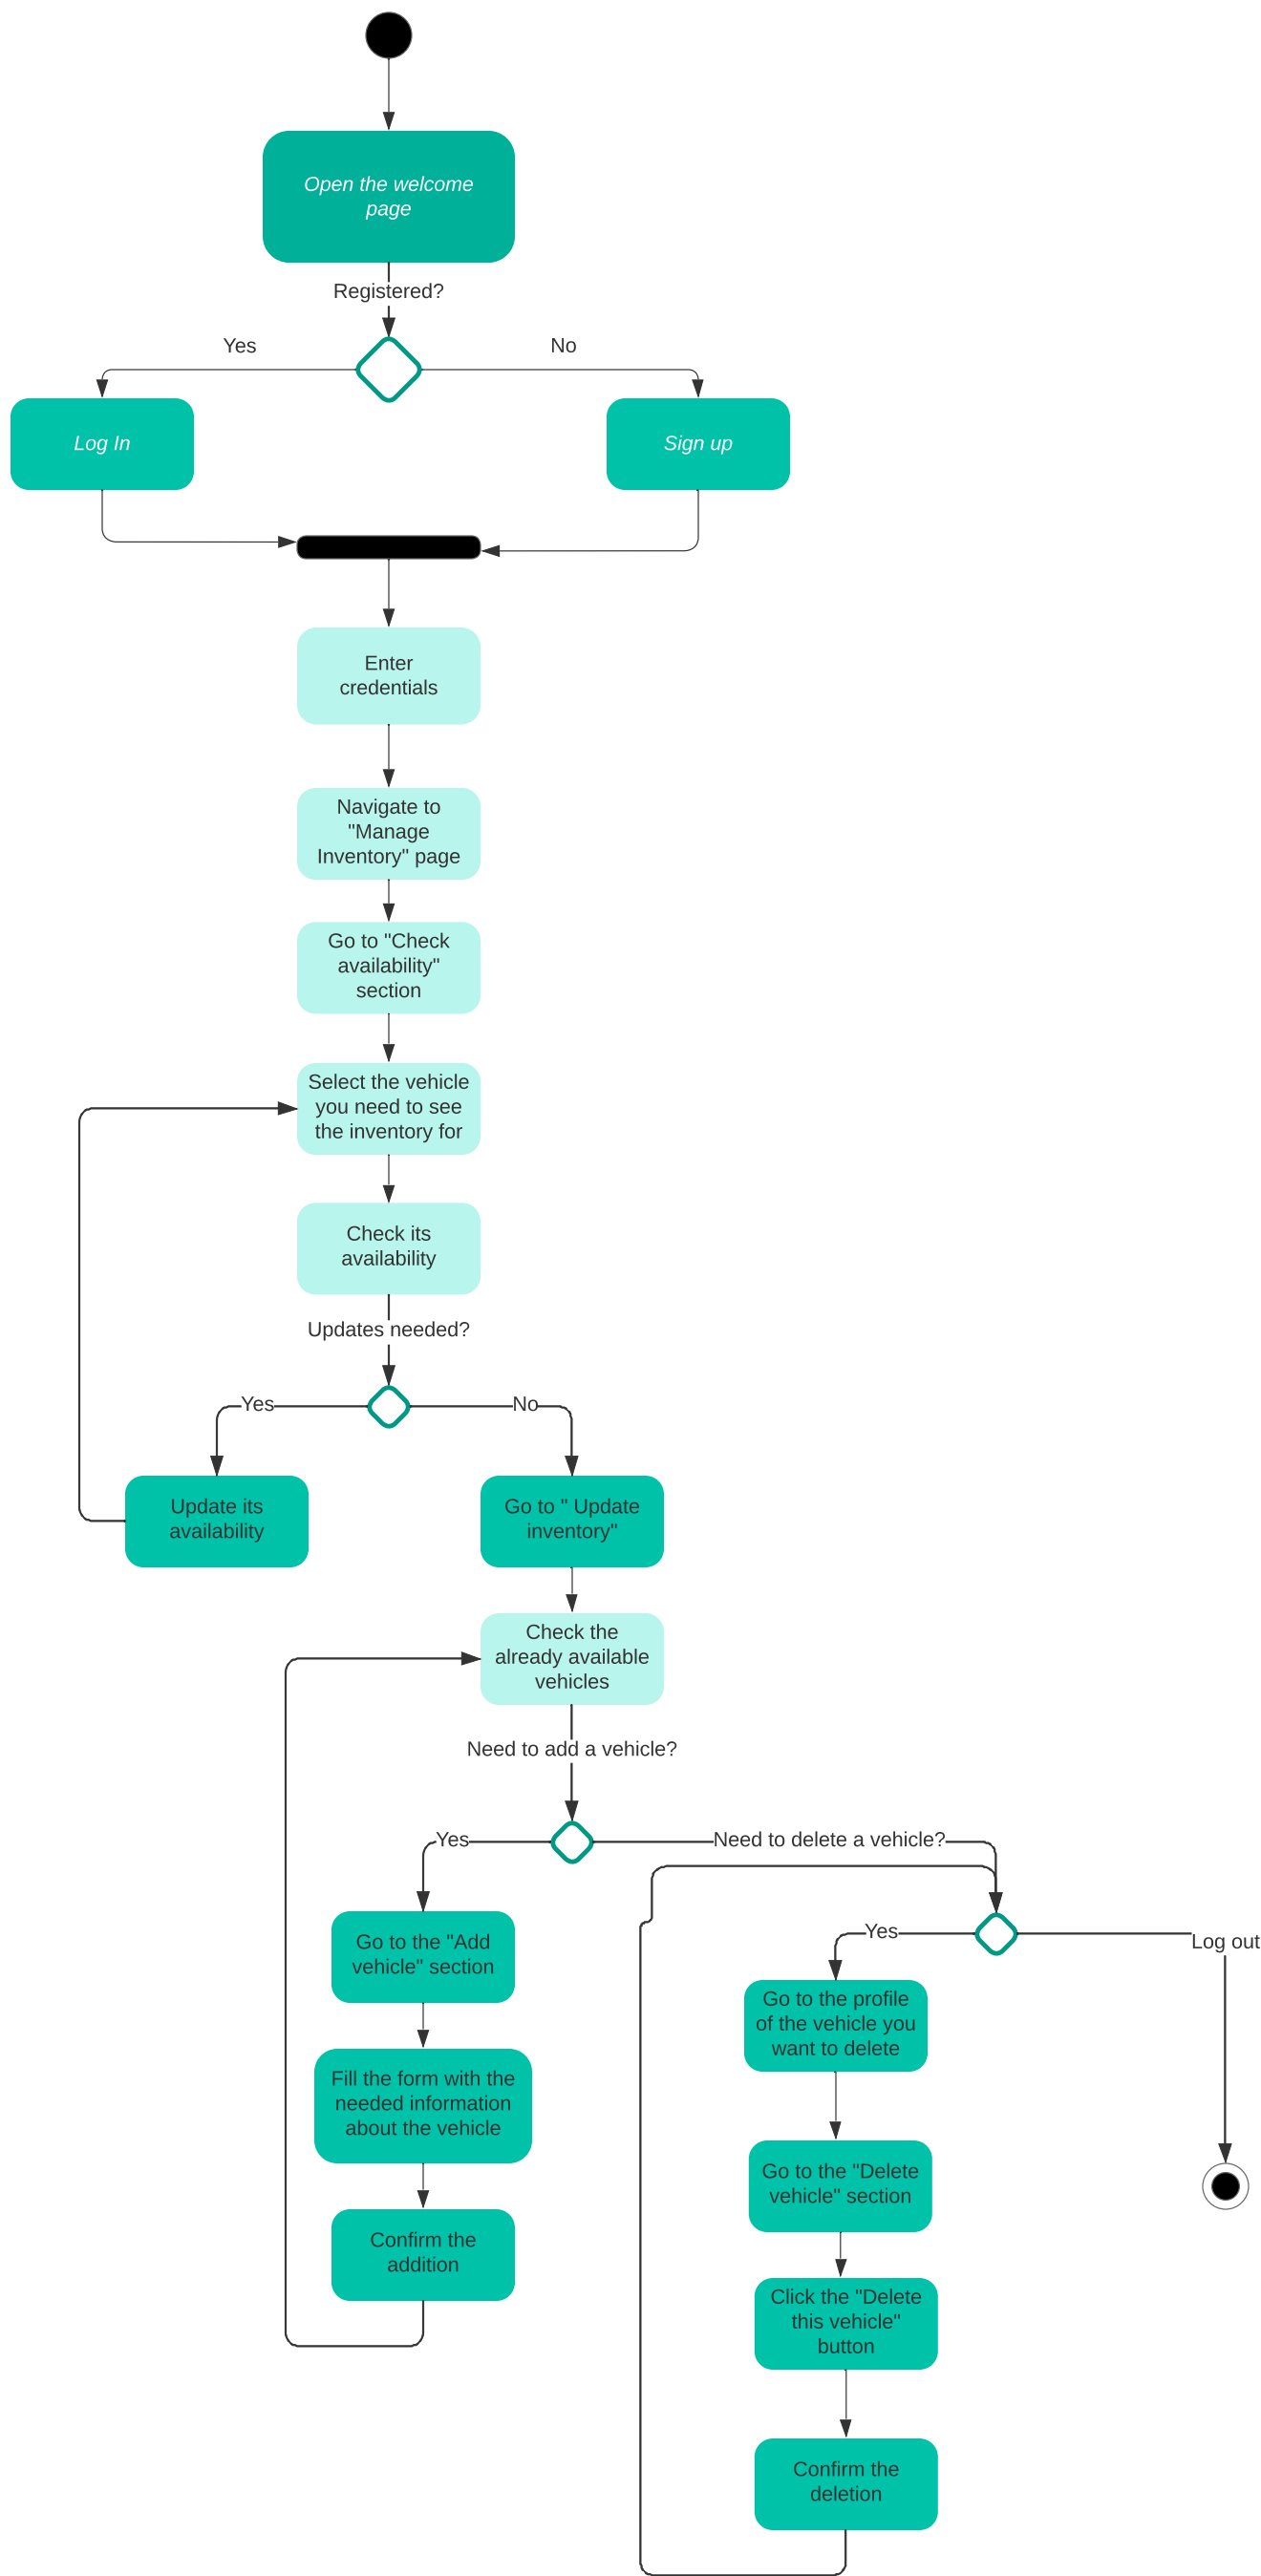 Open the welcome
page
Registered?
Yes
No
Log In
Sign up
Enter
credentials
Navigate to
"Manage
Inventory" page
Go to "Check
availability"
section
Select the vehicle
you need to see
the inventory for
Check its
availability
Updates needed?
Yes
No
Update its
availability
Go to " Update
inventory"
Check the
already available
vehicles
Need to add a vehicle?
Yes
Need to delete a vehicle?
Go to the "Add
vehicle" section
Fill the form with the
needed information
about the vehicle
Confirm the
addition
Yes
Log out
Go to the profile
of the vehicle you
want to delete
Go to the "Delete
vehicle" section
Click the "Delete
this vehicle"
button
Confirm the
deletion